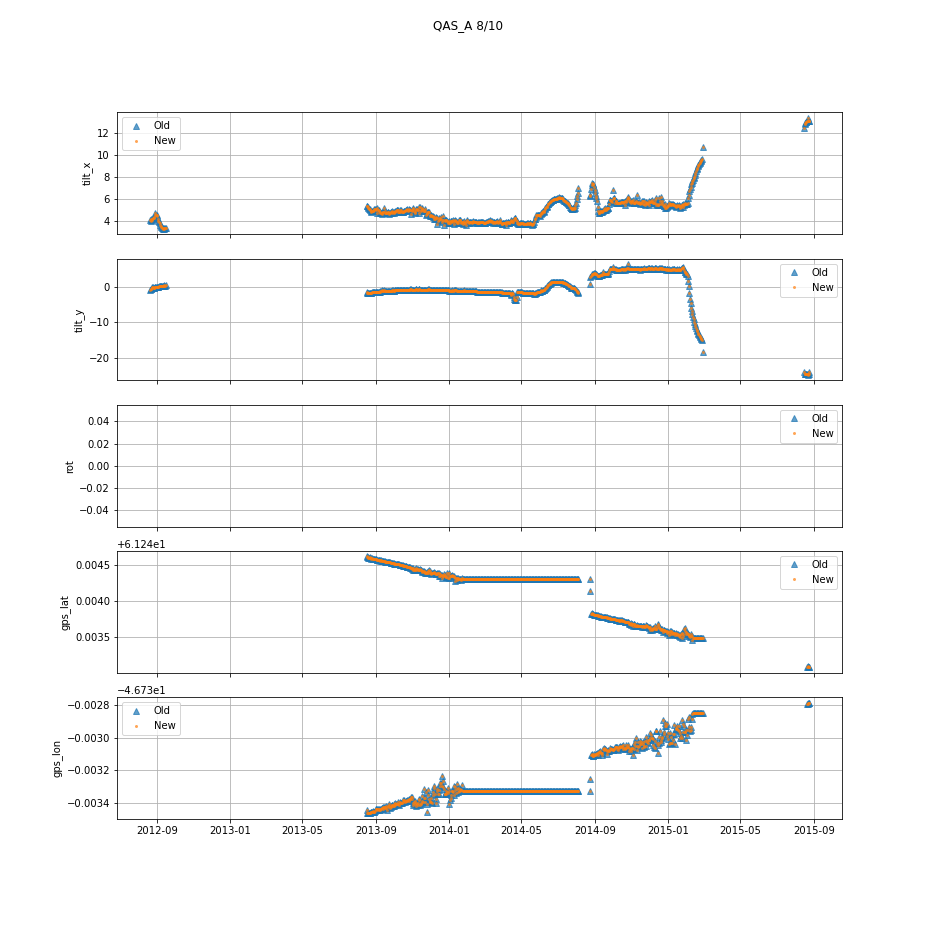 QAS_A 8/10
Old
New
tilt_x
12
10
8
6
4
Old
New
tilt_y
0
−10
−20
Old
New
rot
0.04
0.02
0.00
−0.02
−0.04
+6.124e1
Old
New
gps_lat
0.0045
0.0040
0.0035
−4.673e1
Old
New
gps_lon
−0.0028
−0.0030
−0.0032
−0.0034
2012-09 2013-01 2013-05 2013-09 2014-01 2014-05 2014-09 2015-01 2015-05 2015-09